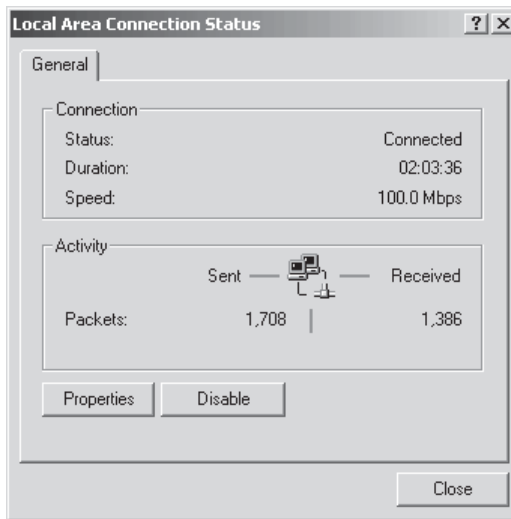 Local Area Connection Status ? X
General
Connection
Status: Connected
Duration: 02:03:36
Speed: 100.0 Mbps
Activity
Sent Received
Packets: 1,708 1,386
Properties Disable
Close